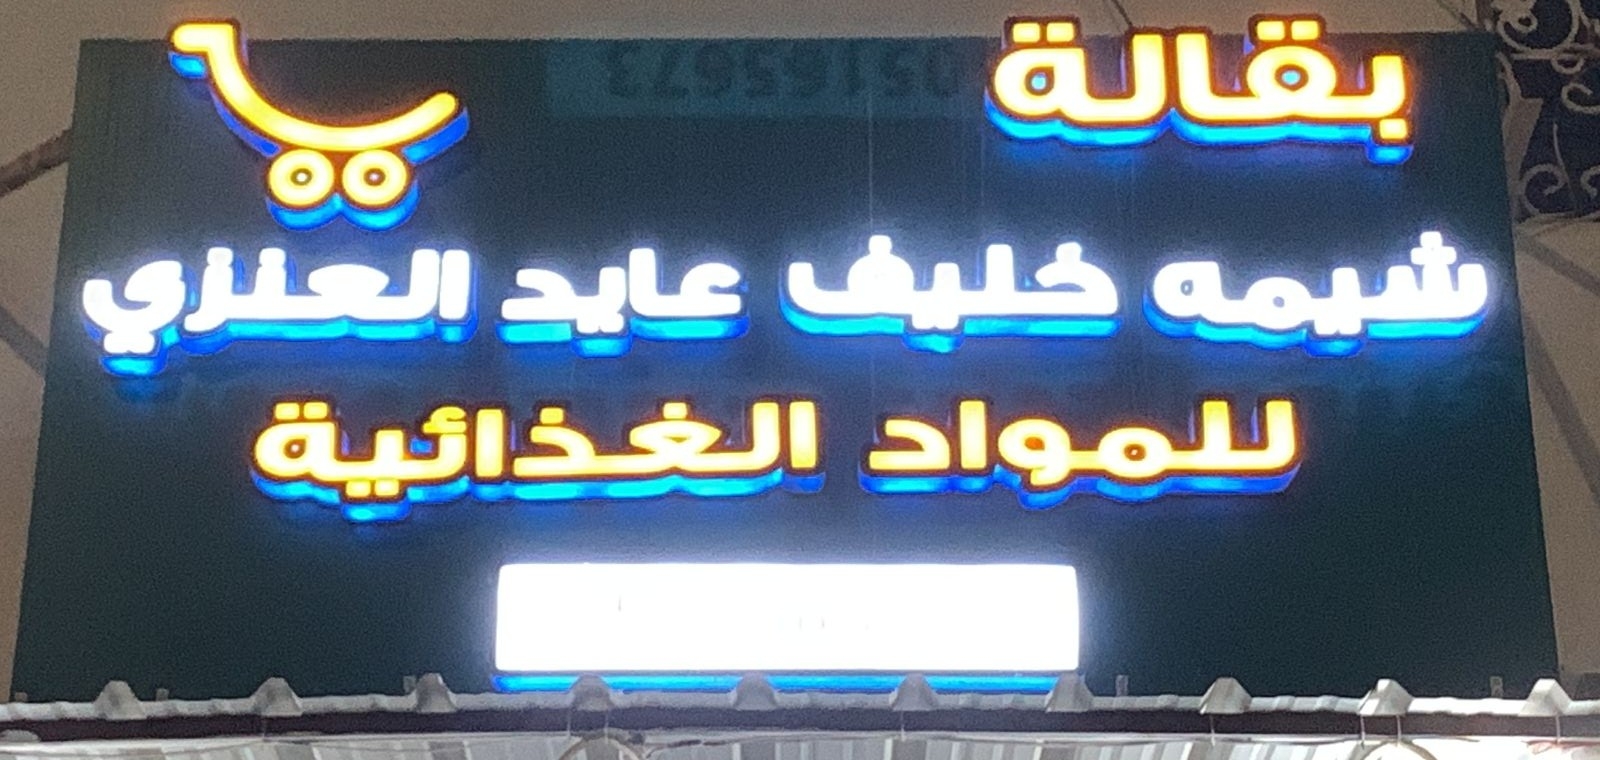 بقالة
شيمه خليف عايد العنزي
للمواد الغذائية